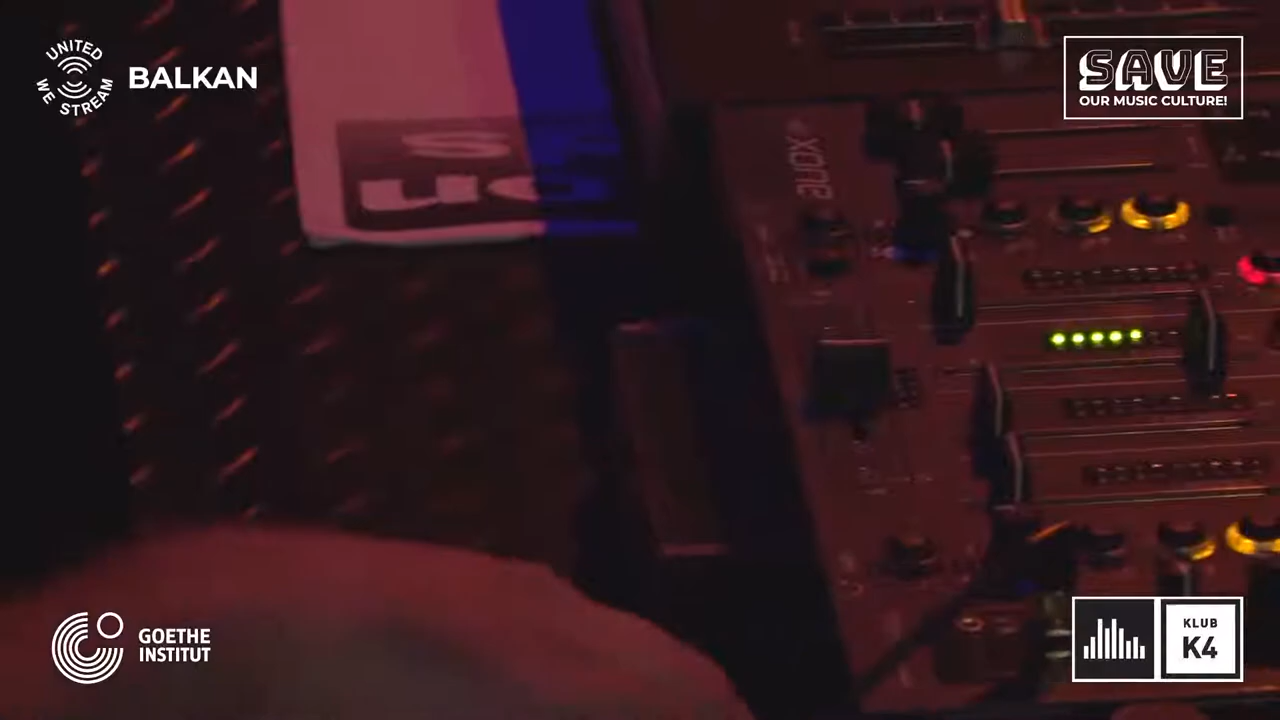 UNITED
WE STREAM
BALKAN
SAVE
OUR MUSIC CULTURE!
XONE
GOETHE
INSTITUT
KLUB
K4